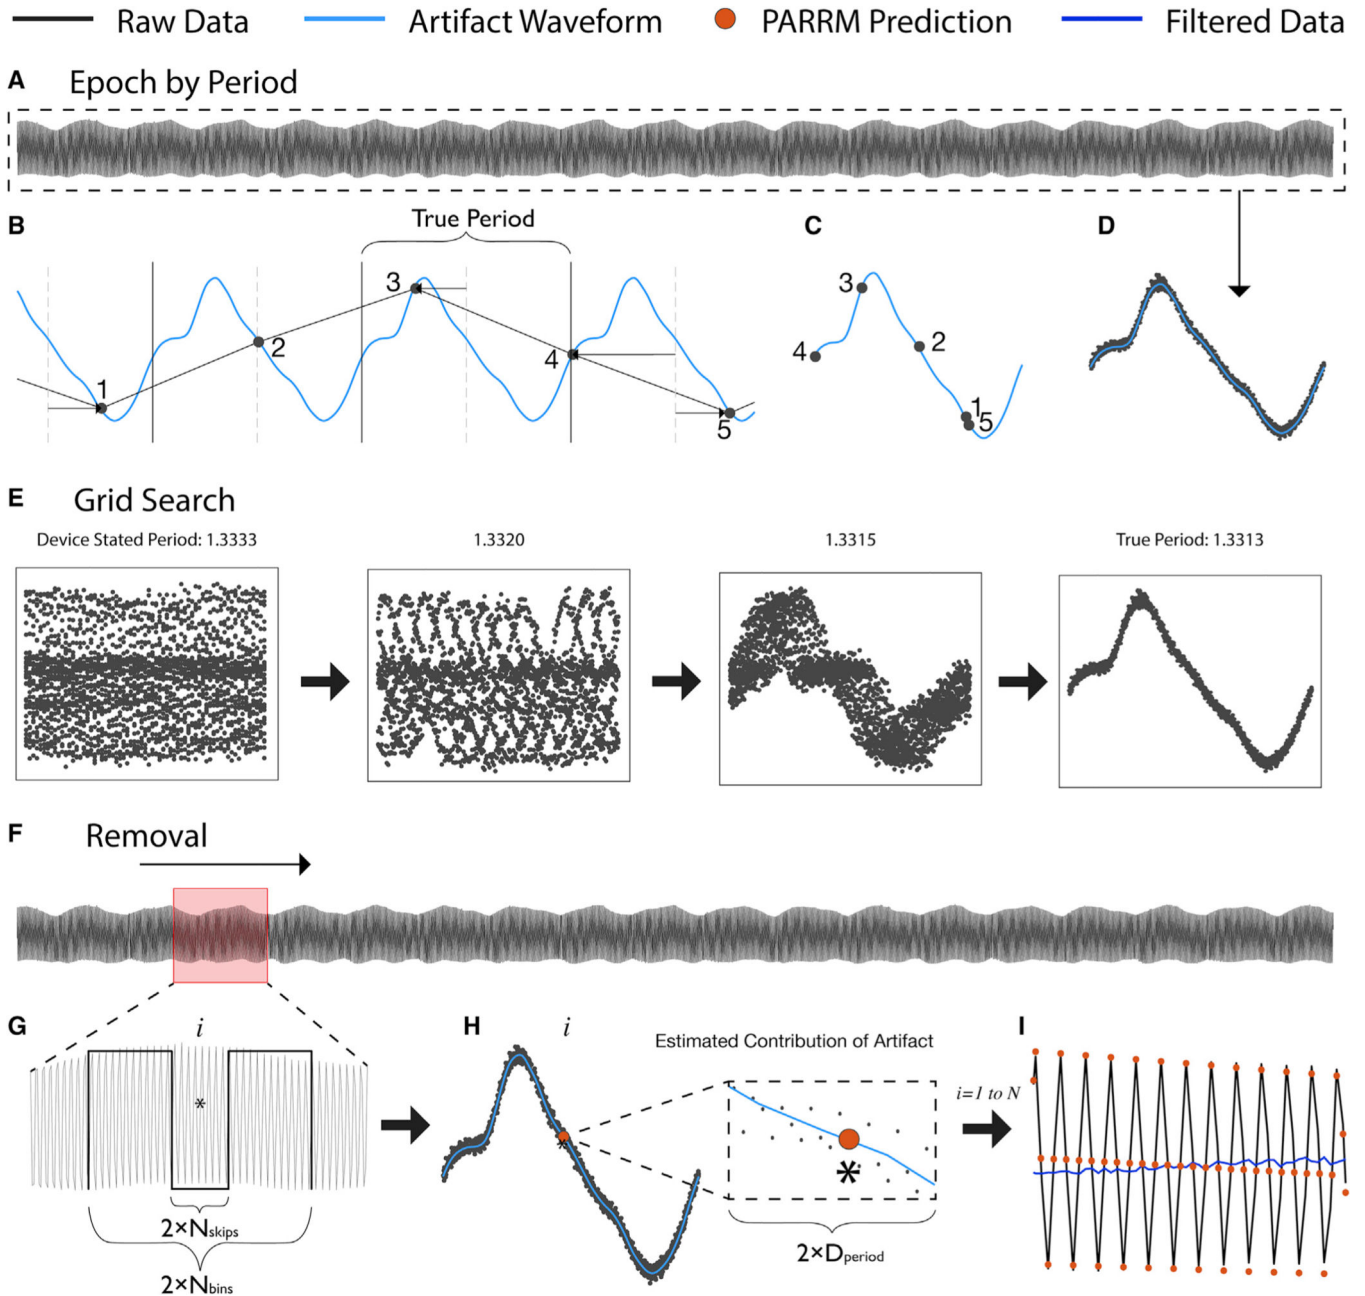 Raw Data Artifact Waveform PARRM Prediction Filtered Data
A Epoch by Period
B True Period C D
1 2 3 4 5
3 4 2 1 5
E Grid Search
Device Stated Period: 1.3333 1.3320 1.3315 True Period: 1.3313
F Removal
G i H i I
Estimated Contribution of Artifact
i=1 to N
*
* *
2×Nskips
2×Dperiod
2×Nbins